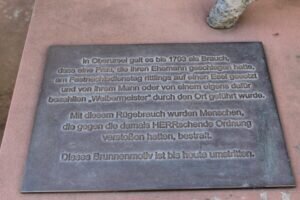 In Oberursel galt es bis 1793 als Brauch,
dass eine Frau, die ihren Ehemann geschlagen hatte,
am Fastnachtsdienstag rittlings auf einen Esel gesetzt
und von ihrem Mann oder von einem eigens dafür
bezahlten „Weibermeister“ durch den Ort geführt wurde.
Mit diesem Rügebrauch wurden Menschen,
die gegen die damals HERRschende Ordnung
verstoßen hatten, bestraft.
Dieses Brunnenmotiv ist bis heute umstritten.